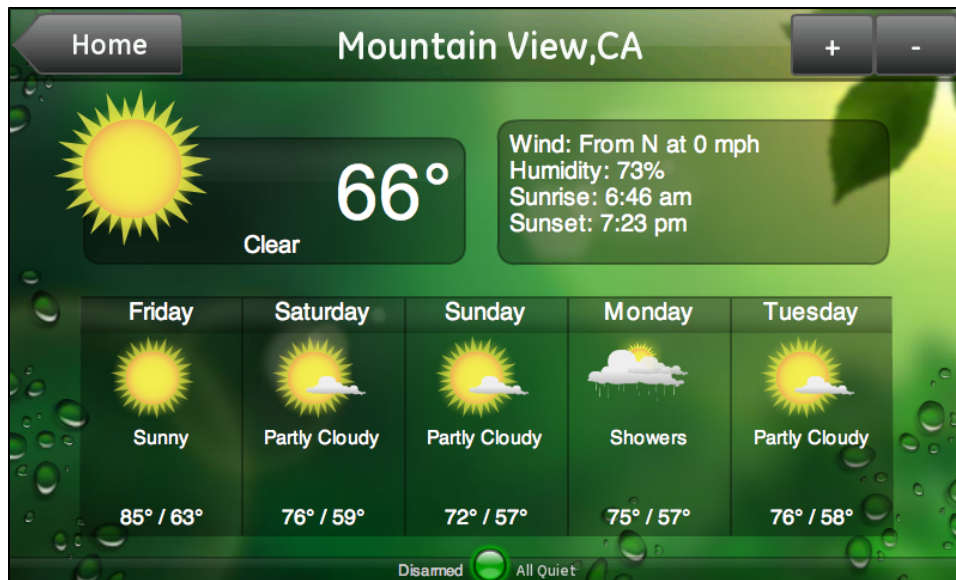 Home
Mountain View,CA
+ -
66°
Clear
Wind: From N at 0 mph
Humidity: 73%
Sunrise: 6:46 am
Sunset: 7:23 pm
Friday Saturday Sunday Monday Tuesday
Sunny Partly Cloudy Partly Cloudy Showers Partly Cloudy
85° / 63° 76° / 59° 72° / 57° 75° / 57° 76° / 58°
Disarmed All Quiet